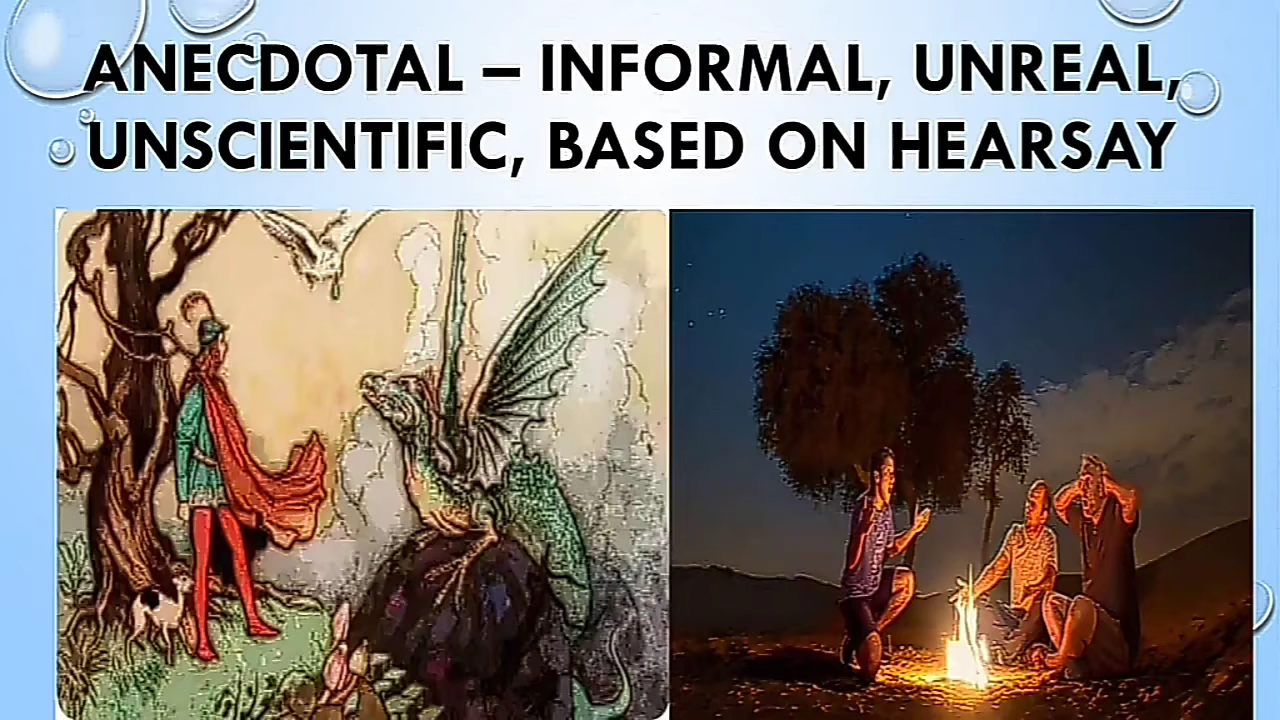 ANECDOTAL – INFORMAL, UNREAL,
UNSCIENTIFIC, BASED ON HEARSAY